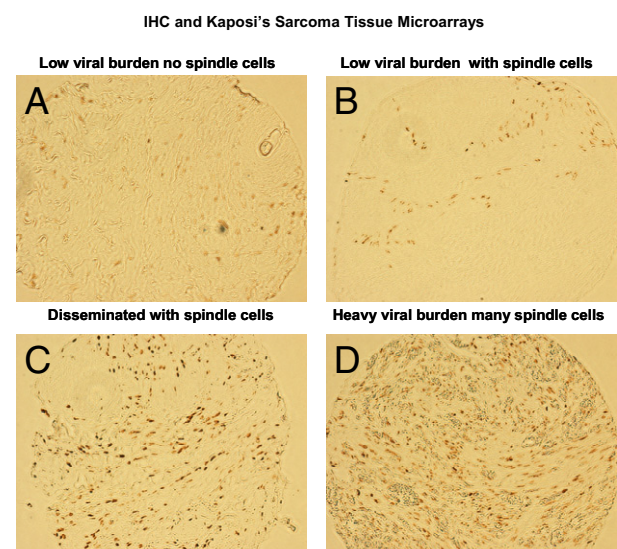 IHC and Kaposi's Sarcoma Tissue Microarrays
Low viral burden no spindle cells
Low viral burden with spindle cells
A
B
Disseminated with spindle cells
Heavy viral burden many spindle cells
C
D